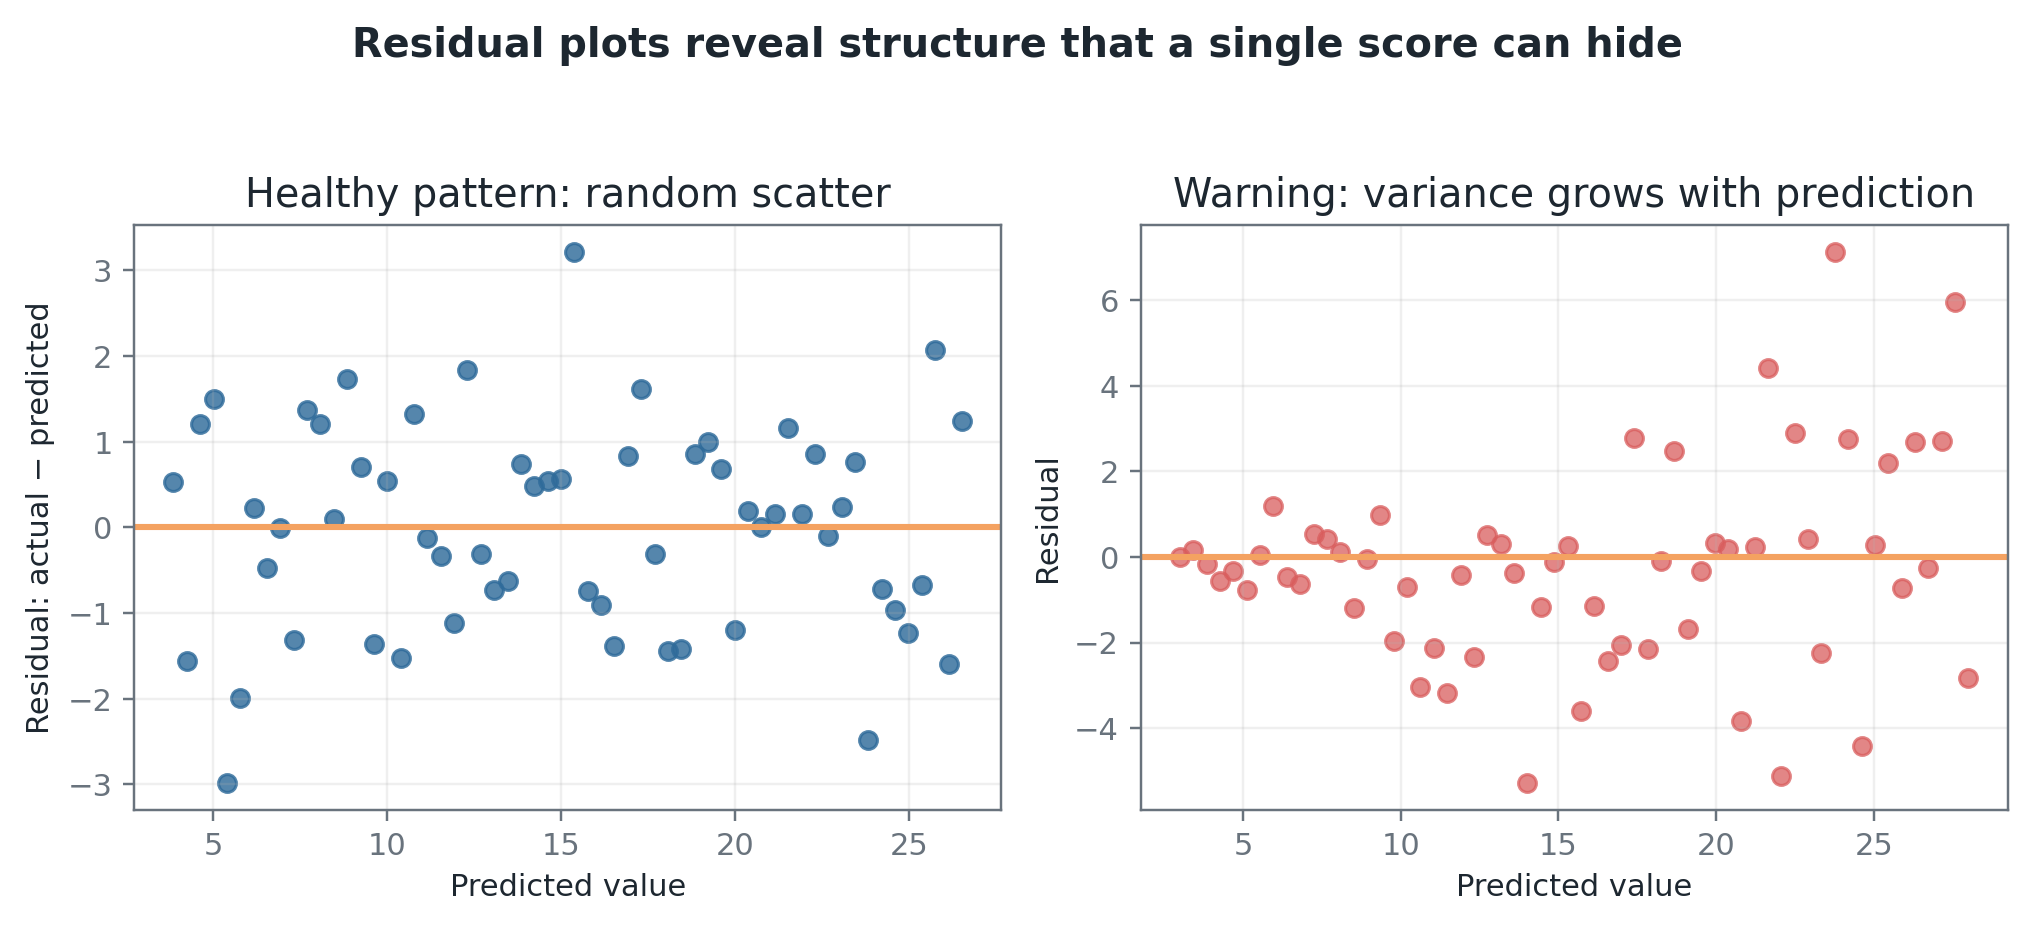 Residual plots reveal structure that a single score can hide
Healthy pattern: random scatter
Residual: actual − predicted
3
2
1
0
−1
−2
−3
5 10 15 20 25
Predicted value
Warning: variance grows with prediction
Residual
6
4
2
0
−2
−4
5 10 15 20 25
Predicted value